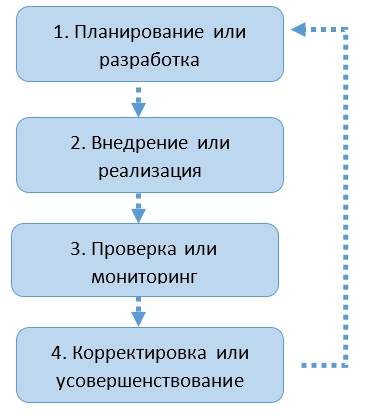 1. Планирование или
разработка
2. Внедрение или
реализация
3. Проверка или
мониторинг
4. Корректировка или
усовершенствование